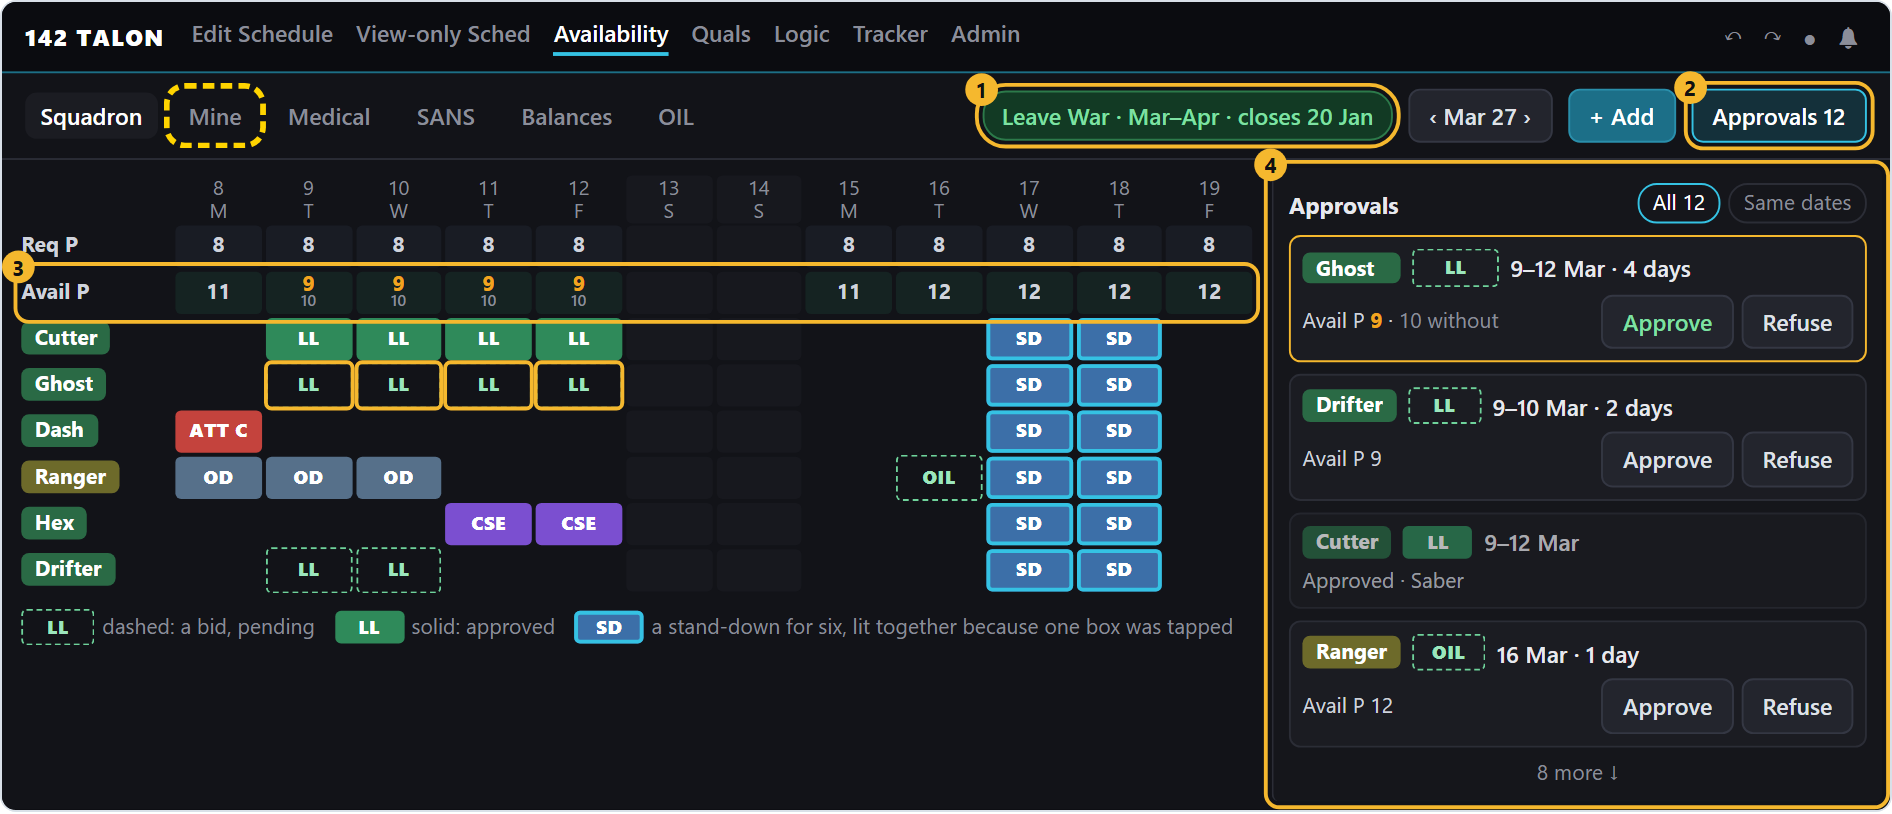 142 TALON Edit Schedule View-only Sched Availability Quals Logic Tracker Admin
Squadron Mine Medical SANS Balances OIL
1
Leave War · Mar–Apr · closes 20 Jan
‹ Mar 27 ›
+ Add
2
Approvals 12
8 9 10 11 12 13 14 15 16 17 18 19
M T W T F S S M T W T F
Req P 8 8 8 8 8 8 8 8 8 8
3
Avail P 11 9 9 9 9 11 12 12 12 12
10 10 10 10
Cutter LL LL LL LL SD SD
Ghost LL LL LL LL SD SD
Dash ATT C SD SD
Ranger OD OD OD OIL SD SD
Hex CSE CSE SD SD
Drifter LL LL SD SD
LL dashed: a bid, pending LL solid: approved SD a stand-down for six, lit together because one box was tapped
4
Approvals All 12 Same dates
Ghost LL 9–12 Mar · 4 days
Avail P 9 · 10 without Approve Refuse
Drifter LL 9–10 Mar · 2 days
Avail P 9 Approve Refuse
Cutter LL 9–12 Mar
Approved · Saber
Ranger OIL 16 Mar · 1 day
Avail P 12 Approve Refuse
8 more ↓